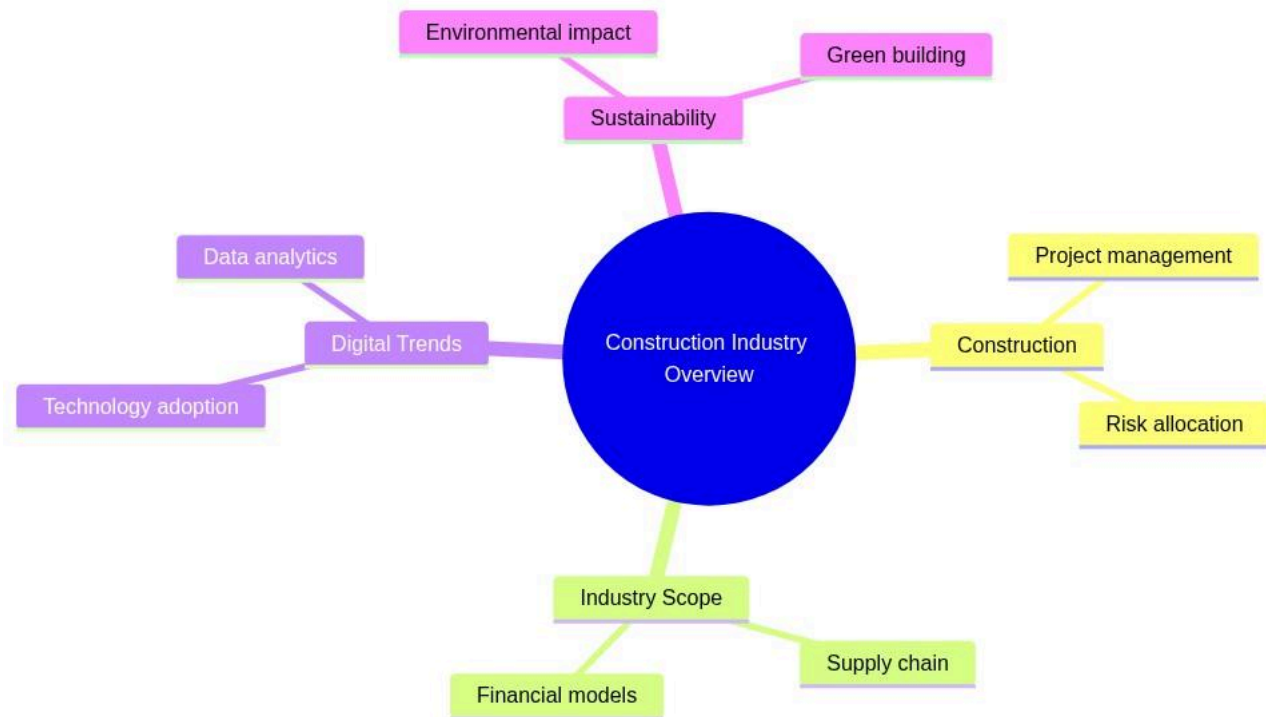 Environmental impact
Green building
Sustainability
Data analytics
Project management
Digital Trends
Construction Industry
Overview
Construction
Technology adoption
Risk allocation
Industry Scope
Supply chain
Financial models